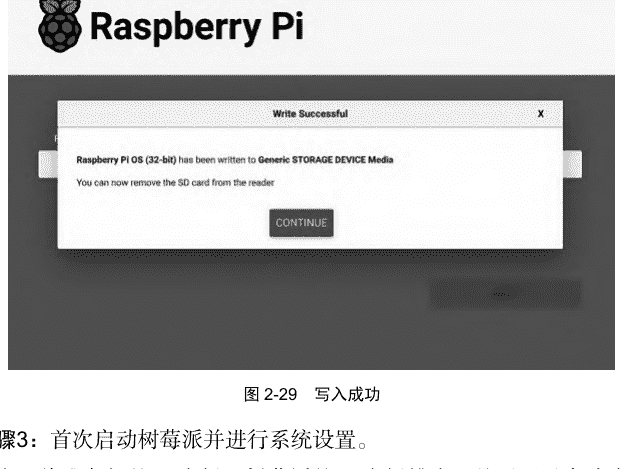 Raspberry Pi
Write Successful X
Raspberry Pi OS (32-bit) has been written to Generic STORAGE DEVICE Media
You can now remove the SD card from the reader
CONTINUE
图 2-29 写入成功
骤3：首次启动树莓派并进行系统设置。